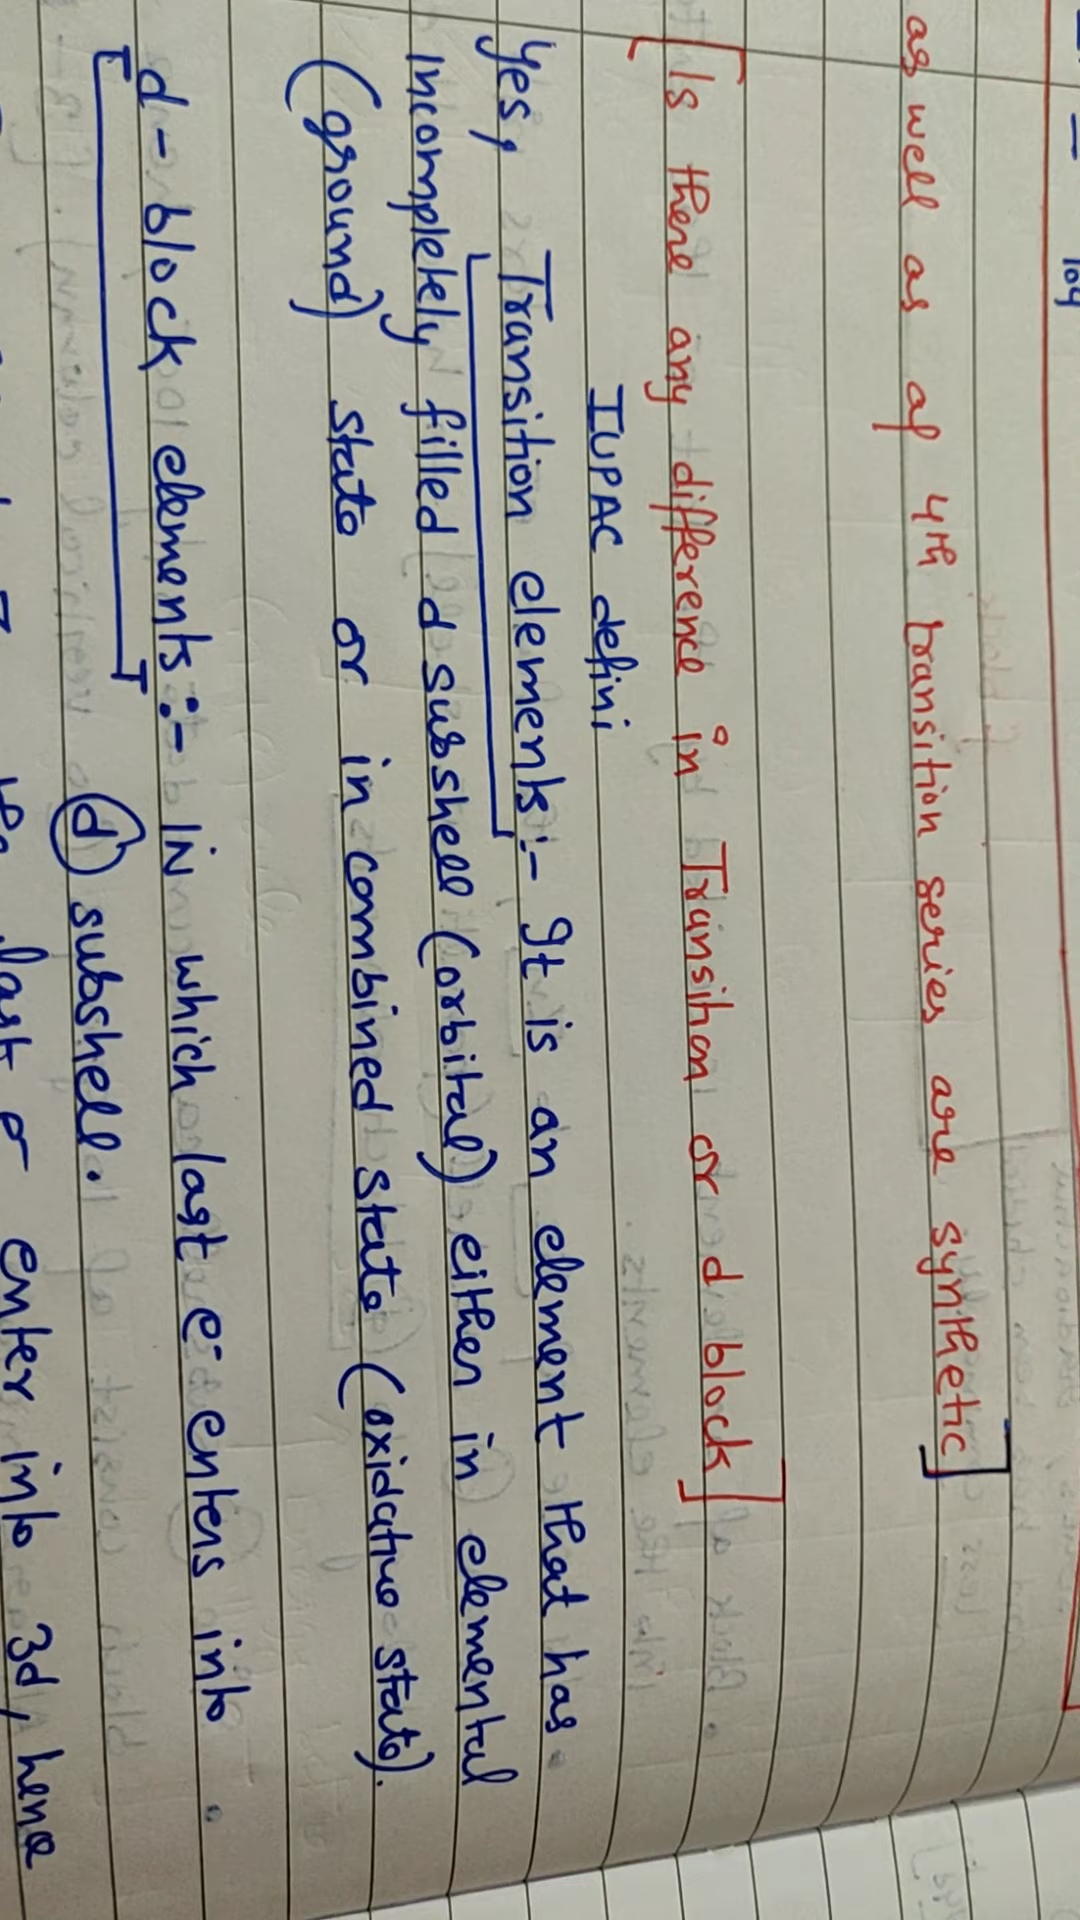 104
as well as of 4th transition series are synthetic]
[Is there any difference in Transition or d block]
IUPAC defini
Yes, Transition elements:- It is an element that has
incompletely filled d subshell (orbital) either in elemental
(ground) state or in combined state (oxidative state).
d-block elements:- IN which last e⁻ enters into
d subshell.
last e⁻ enter into 3d, hence